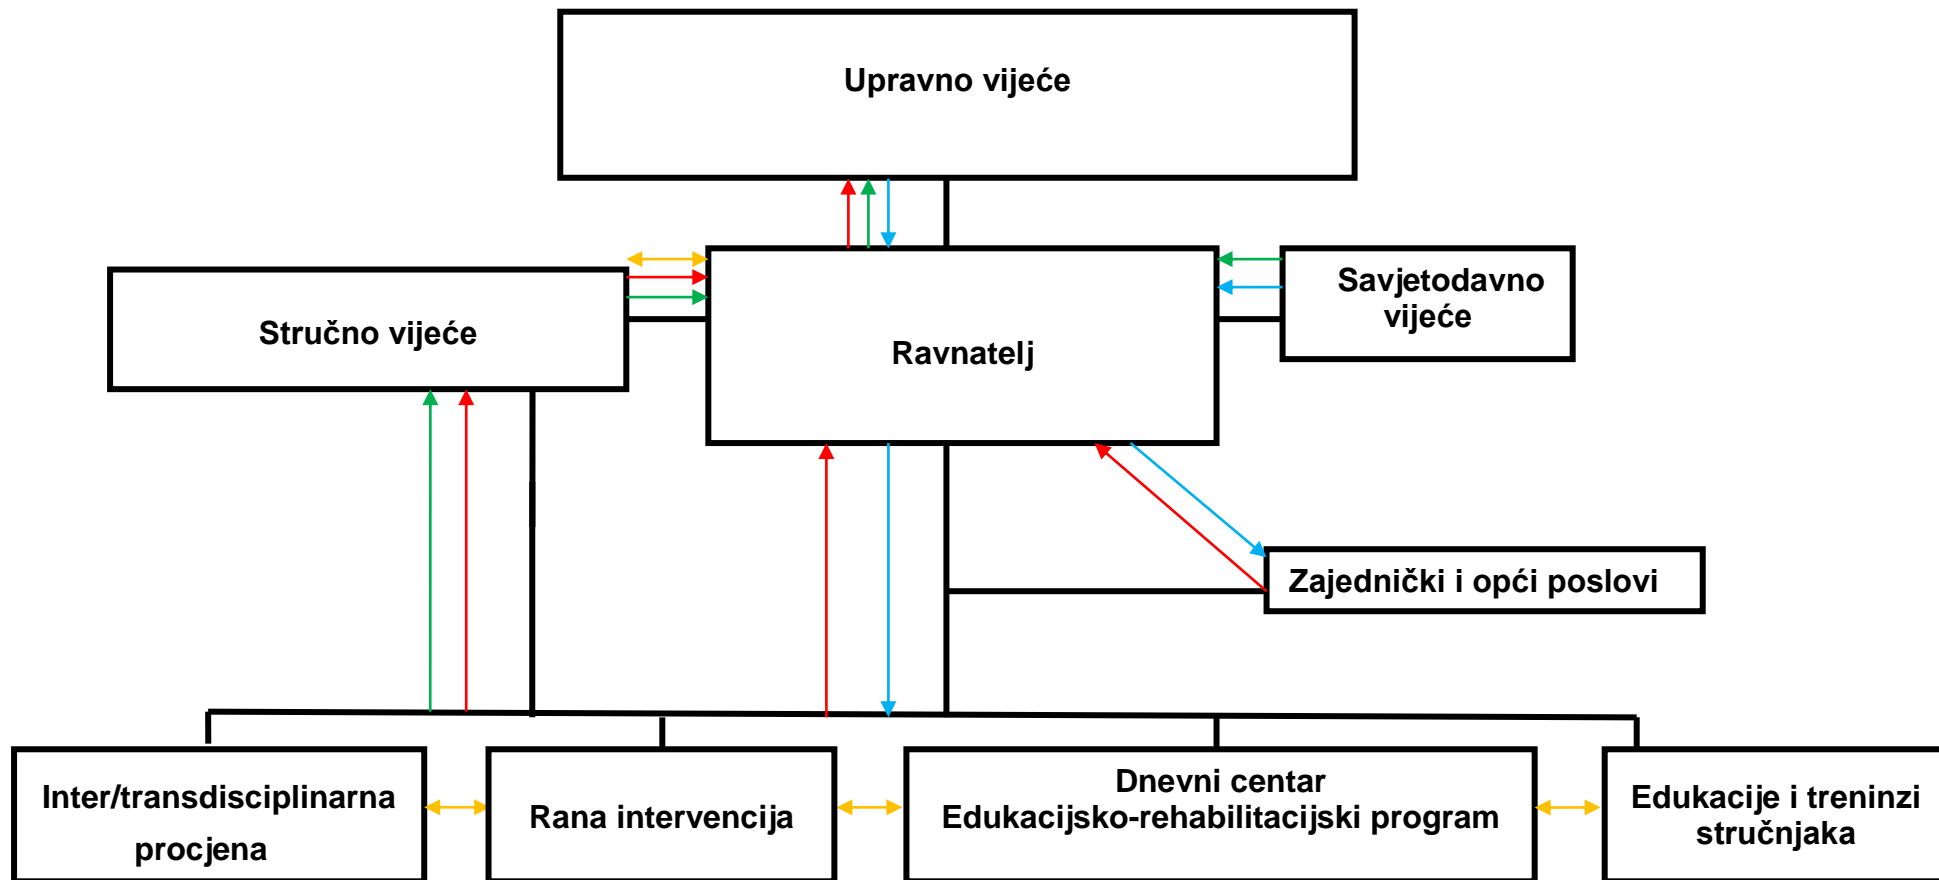 Upravno vijeće
Stručno vijeće
Ravnatelj
Savjetodavno
vijeće
Zajednički i opći poslovi
Inter/transdisciplinarna
procjena
Rana intervencija
Dnevni centar
Edukacijsko-rehabilitacijski program
Edukacije i treninzi
stručnjaka